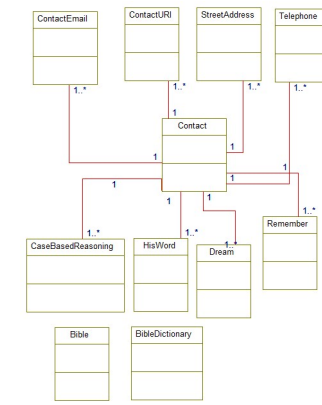 ContactEmail
ContactURI
StreetAddress
Telephone
1..*
1..*
1..*
1..*
1
Contact
1
1
1
1
1
1
1
1
1..*
1..*
1..*
1..*
CaseBasedReasoning
HisWord
Dream
Remember
Bible
BibleDictionary